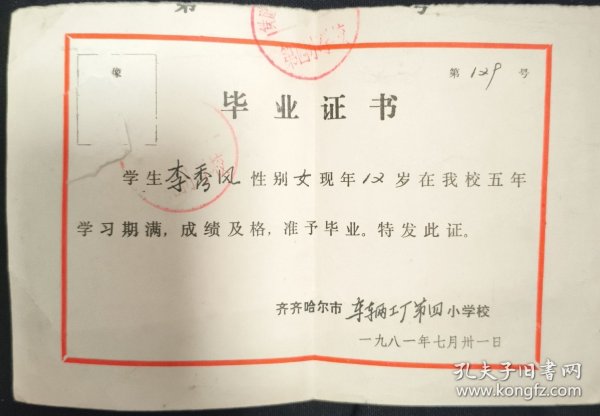 第 号
像
第 129 号
毕业证书
学生李秀凤性别女现年12岁在我校五年
学习期满，成绩及格，准予毕业。特发此证。
齐齐哈尔市车辆工厂第四小学校
一九八一年七月卅一日
孔夫子旧书网
www.kongfz.com